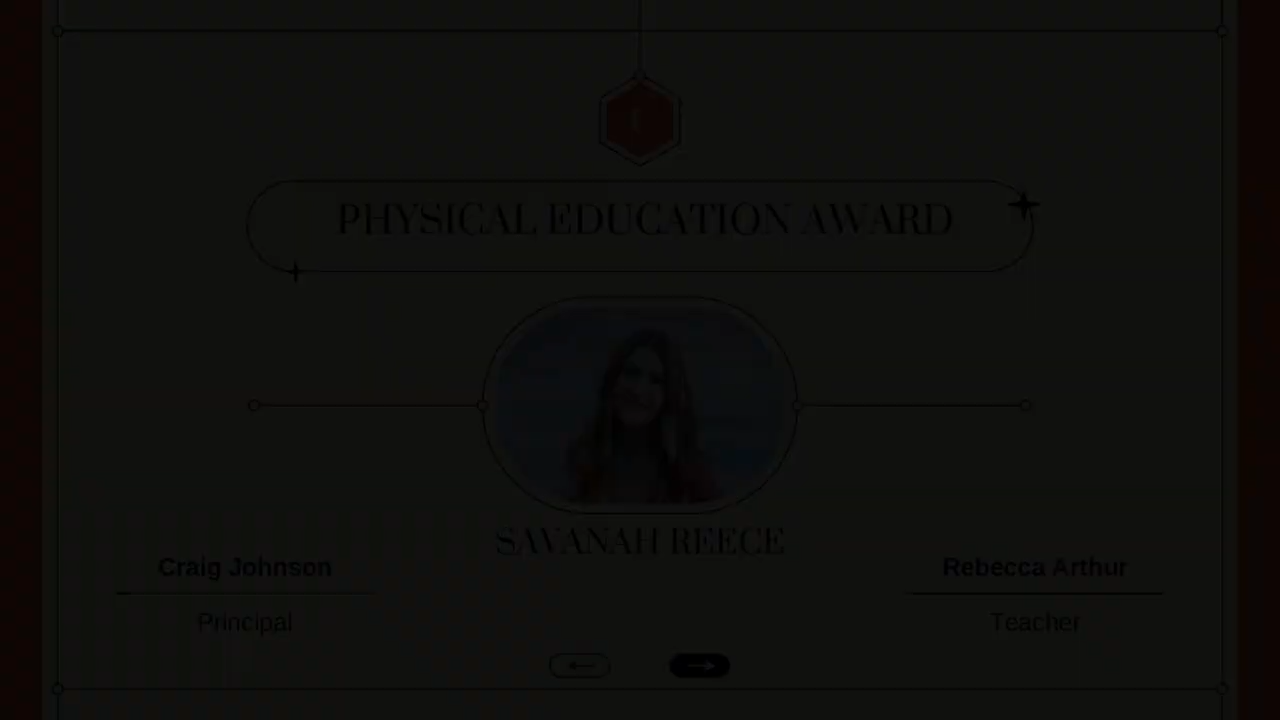 PHYSICAL EDUCATION AWARD
SAVANAH REECE
Craig Johnson
Principal
Rebecca Arthur
Teacher